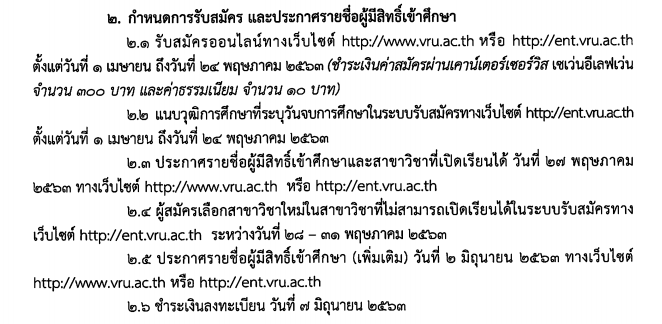 ๒. กำหนดการรับสมัคร และประกาศรายชื่อผู้มีสิทธิ์เข้าศึกษา
๒.๑ รับสมัครออนไลน์ทางเว็บไซต์ http://www.vru.ac.th หรือ http://ent.vru.ac.th
ตั้งแต่วันที่ ๑ เมษายน ถึงวันที่ ๒๔ พฤษภาคม ๒๕๖๓ (ชำระเงินค่าสมัครผ่านเคาน์เตอร์เซอร์วิส เซเว่นอีเลฟเว่น
จำนวน ๓๐๐ บาท และค่าธรรมเนียม จำนวน ๑๐ บาท)
๒.๒ แนบวุฒิการศึกษาที่ระบุวันจบการศึกษาในระบบรับสมัครทางเว็บไซต์ http://ent.vru.ac.th
ตั้งแต่วันที่ ๑ เมษายน ถึงวันที่ ๒๔ พฤษภาคม ๒๕๖๓
๒.๓ ประกาศรายชื่อผู้มีสิทธิ์เข้าศึกษาและสาขาวิชาที่เปิดเรียนได้ วันที่ ๒๗ พฤษภาคม
๒๕๖๓ ทางเว็บไซต์ http://www.vru.ac.th หรือ http://ent.vru.ac.th
๒.๔ ผู้สมัครเลือกสาขาวิชาใหม่ในสาขาวิชาที่ไม่สามารถเปิดเรียนได้ในระบบรับสมัครทาง
เว็บไซต์ http://ent.vru.ac.th ระหว่างวันที่ ๒๘ – ๓๑ พฤษภาคม ๒๕๖๓
๒.๕ ประกาศรายชื่อผู้มีสิทธิ์เข้าศึกษา (เพิ่มเติม) วันที่ ๒ มิถุนายน ๒๕๖๓ ทางเว็บไซต์
http://www.vru.ac.th หรือ http://ent.vru.ac.th
๒.๖ ชำระเงินลงทะเบียน วันที่ ๗ มิถุนายน ๒๕๖๓